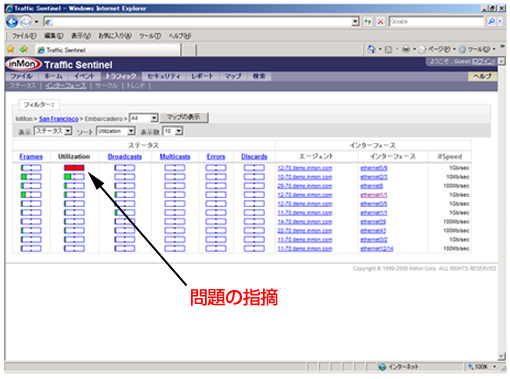 Traffic Sentinel - Windows Internet Explorer
Google
ファイル(F) 編集(E) 表示(V) お気に入り(A) ツール(T) ヘルプ(H)
Traffic Sentinel
ページ(P) ツール(O)
inMon Traffic Sentinel
ようこそ, Guest ログイン
ファイル ホーム イベント トラフィック セキュリティ レポート マップ 検索 ヘルプ
ステータス | インターフェース | サークル | トレンド |
フィルター:
InMon > San Francisco > Embarcadero > All マップの表示
表示 ステータス ソート Utilization 表示数 10
ステータス インターフェース
Frames Utilization Broadcasts Multicasts Errors Discards エージェント インターフェース ifSpeed
12-70.demo.inmon.com ethernet5/9 1Gb/sec
10-70.demo.inmon.com ethernet2/3 1Gb/sec
29-70.demo.inmon.com ethernet8 100Mb/sec
12-70.demo.inmon.com ethernet1/1 1Gb/sec
12-70.demo.inmon.com ethernet3/5 1Gb/sec
11-70.demo.inmon.com ethernet1/1 1Gb/sec
14-70.demo.inmon.com ethernet39 100Mb/sec
22-70.demo.inmon.com ethernet43 100Mb/sec
11-70.demo.inmon.com ethernet3/2 1Gb/sec
11-70.demo.inmon.com ethernet12/14 100Mb/sec
Copyright © 1999-2006 InMon Corp. ALL RIGHTS RESERVED
問題の指摘
インターネット 100%